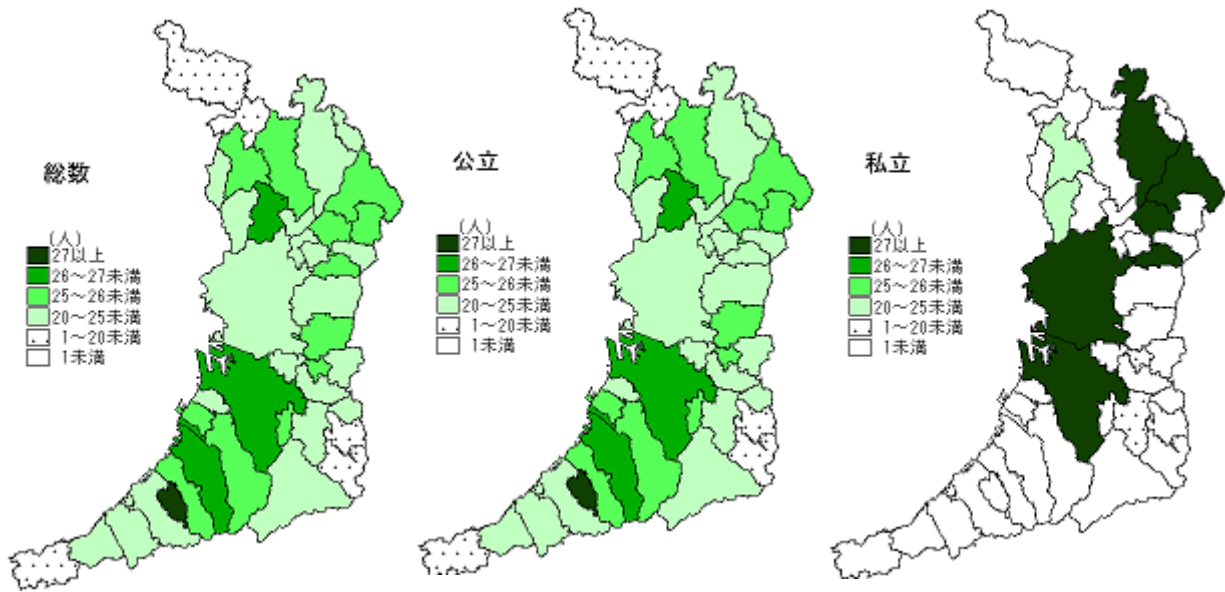 総数
(人)
27以上
26～27未満
25～26未満
20～25未満
1～20未満
1未満
公立
(人)
27以上
26～27未満
25～26未満
20～25未満
1～20未満
1未満
私立
(人)
27以上
26～27未満
25～26未満
20～25未満
1～20未満
1未満